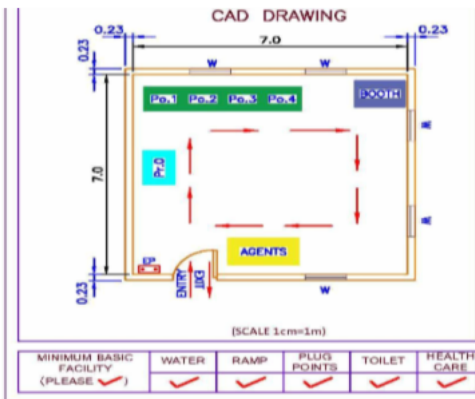 CAD DRAWING
0.23 7.0 0.23
0.23
W W
Po.1 Po.2 Po.3 Po.4 BOOTH
W
7.0
Pr.O
W
AGENTS
EP
0.23
ENTRY EXIT
W
(SCALE 1cm=1m)
MINIMUM BASIC FACILITY (PLEASE ✓)
WATER
RAMP
PLUG POINTS
TOILET
HEALTH CARE
✓ ✓ ✓ ✓ ✓